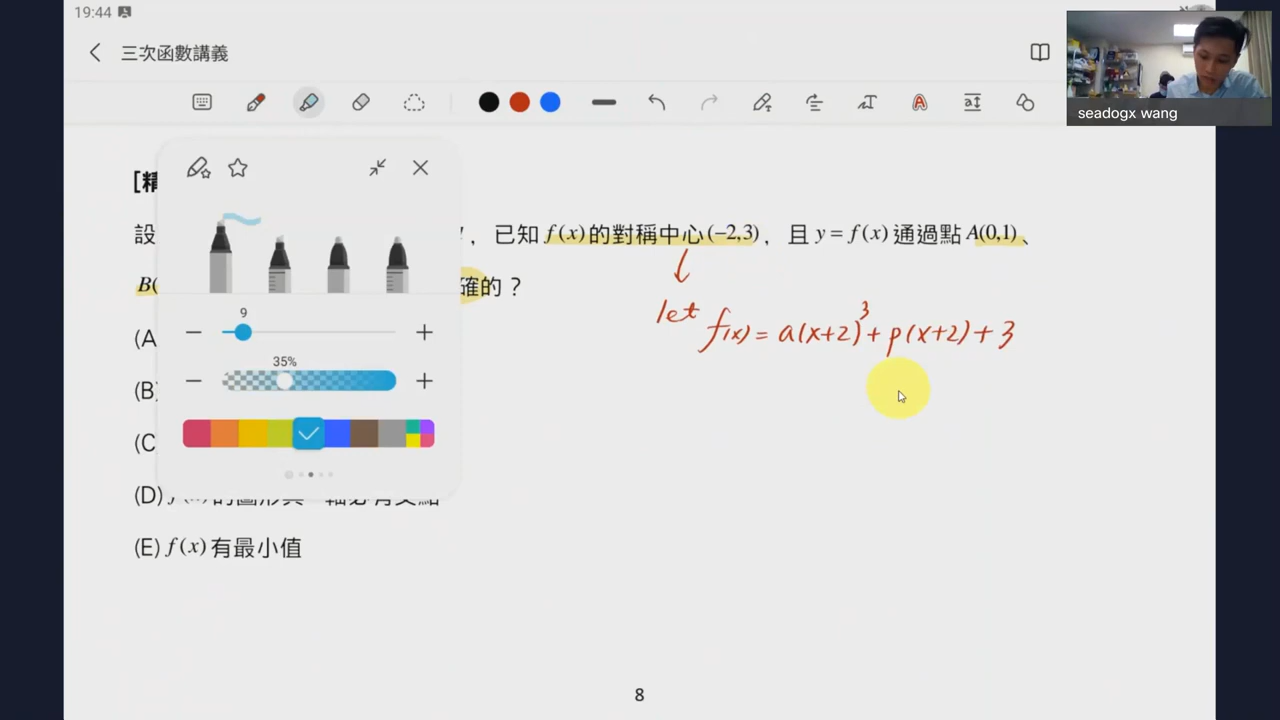 19:44
三次函數講義
seadogx wang
[精
設 , 已知 f(x)的對稱中心(−2,3), 且 y = f(x) 通過點 A(0,1)、
B( 確的？
let f(x) = a(x+2)³ + p(x+2) + 3
9
(A
35%
(B)
(C
(D)
(E) f(x) 有最小值
8